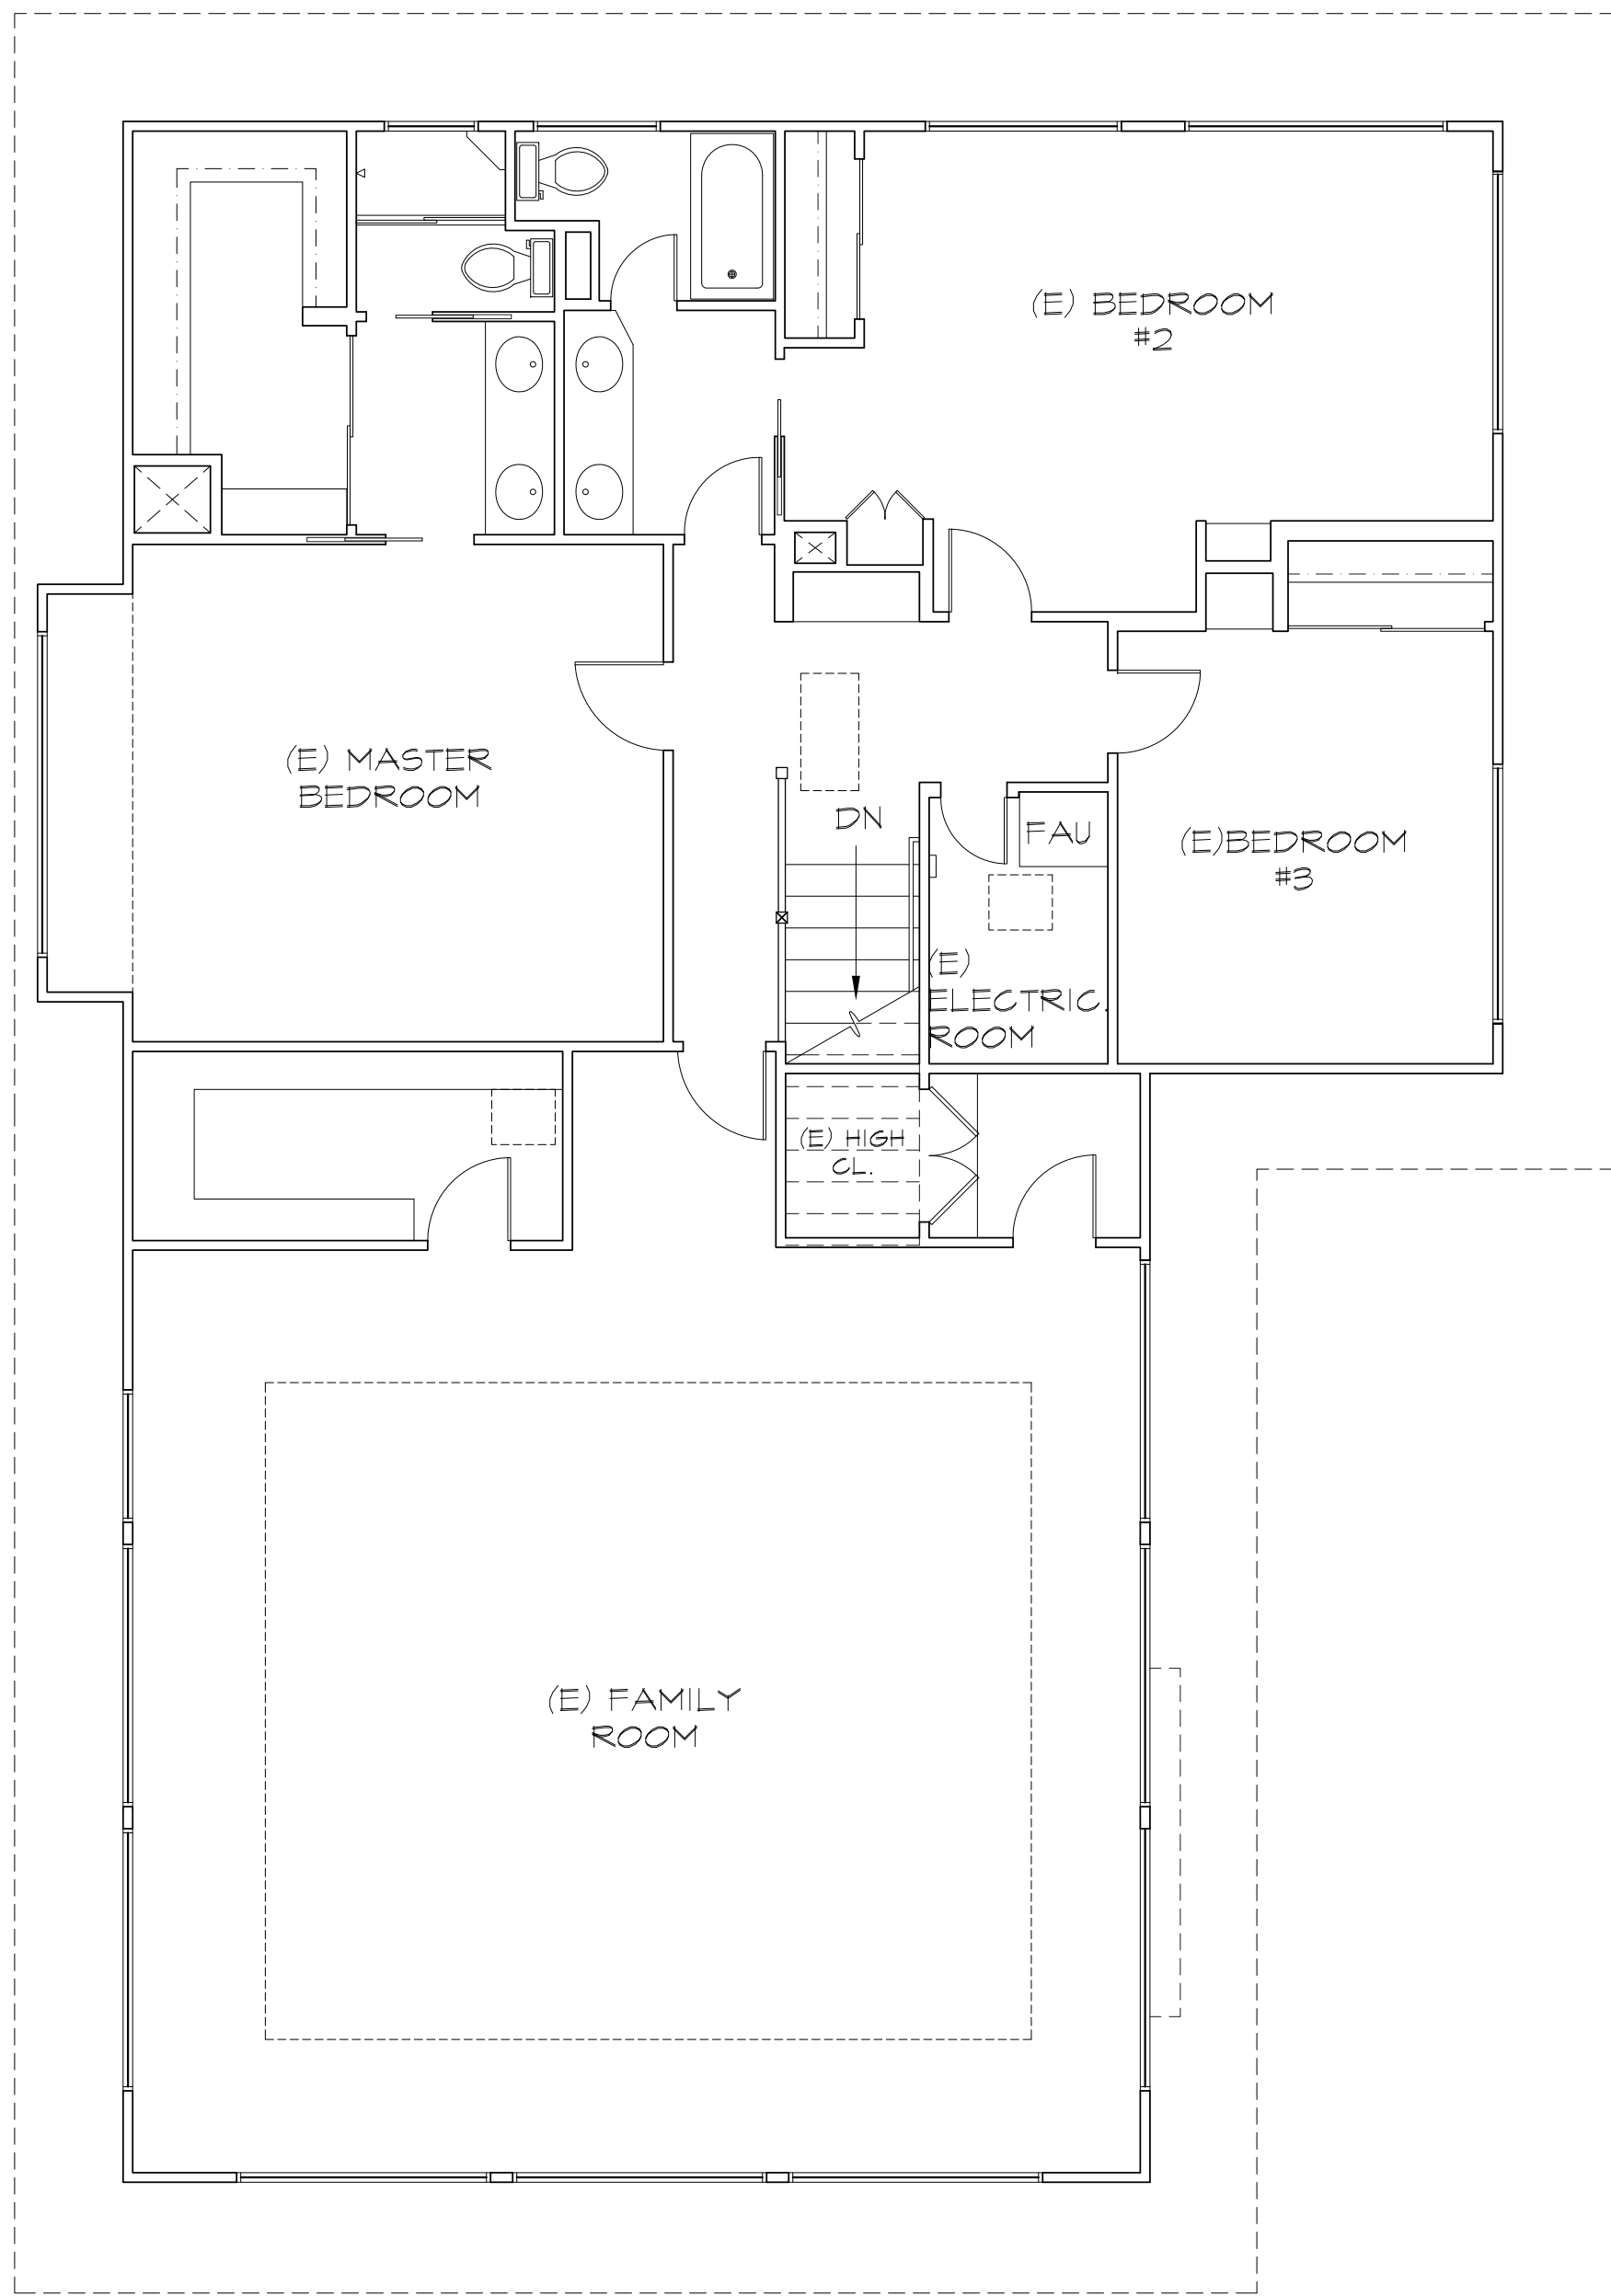 (E) BEDROOM
#2
(E) MASTER
BEDROOM
DN
FAU
(E)BEDROOM
#3
(E)
ELECTRIC.
ROOM
(E) HIGH
CL.
(E) FAMILY
ROOM